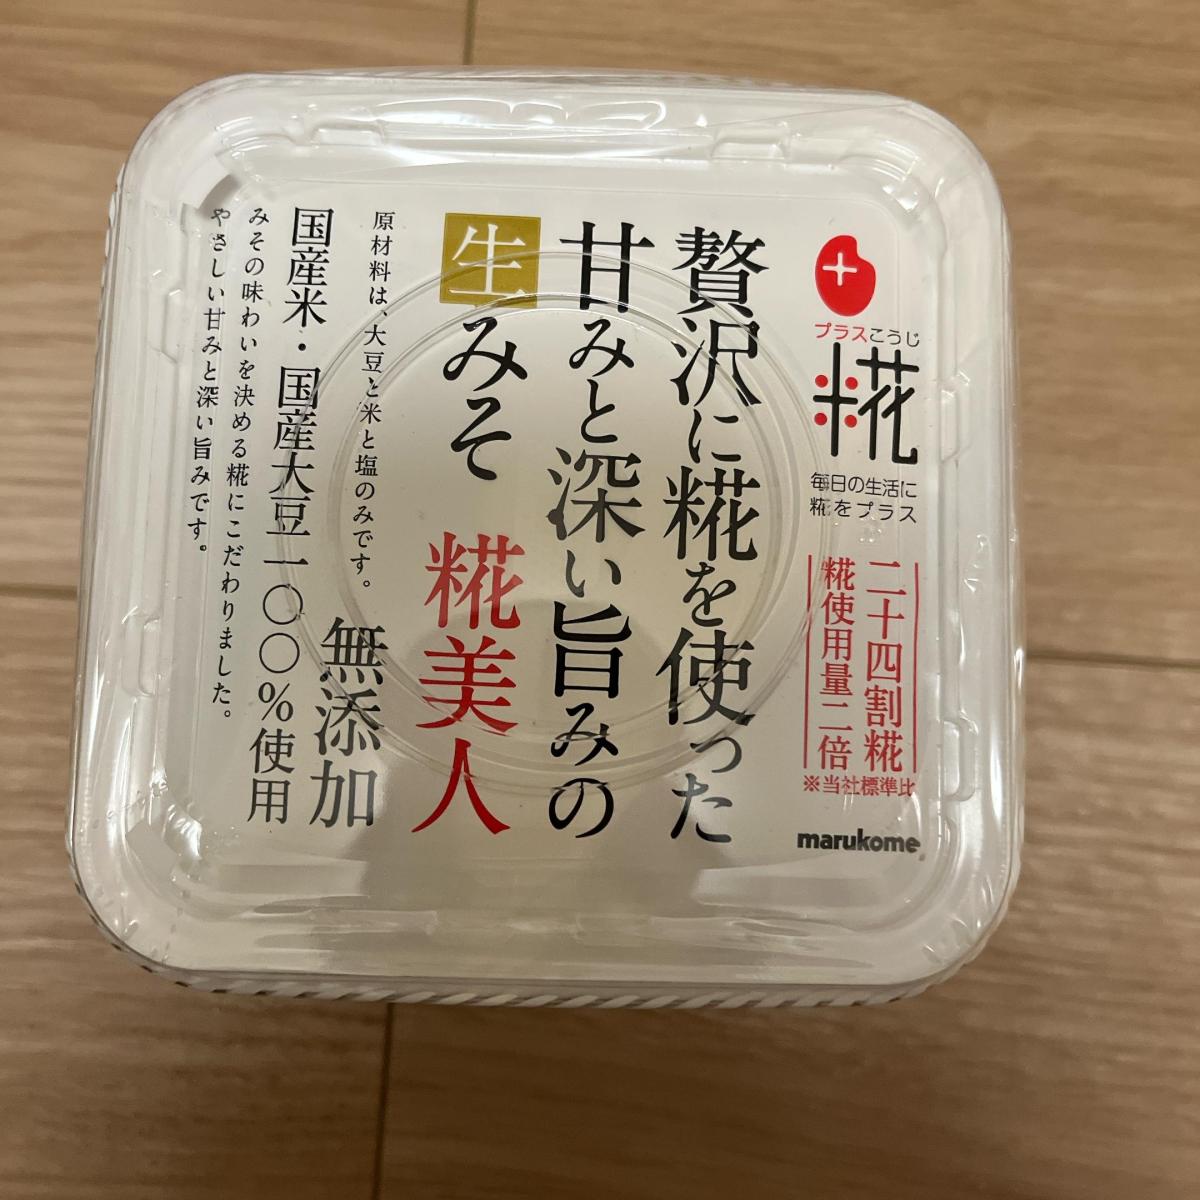 プラスこうじ
糀
毎日の生活に
糀をプラス
二十四割糀
糀使用量二倍
※当社標準比
marukome
贅沢に糀を使った
甘みと深い旨みの
生みそ 糀美人
原材料は、大豆と米と塩のみです。
無添加
国産米・国産大豆一〇〇%使用
みその味わいを決める糀にこだわりました。
やさしい甘みと深い旨みです。